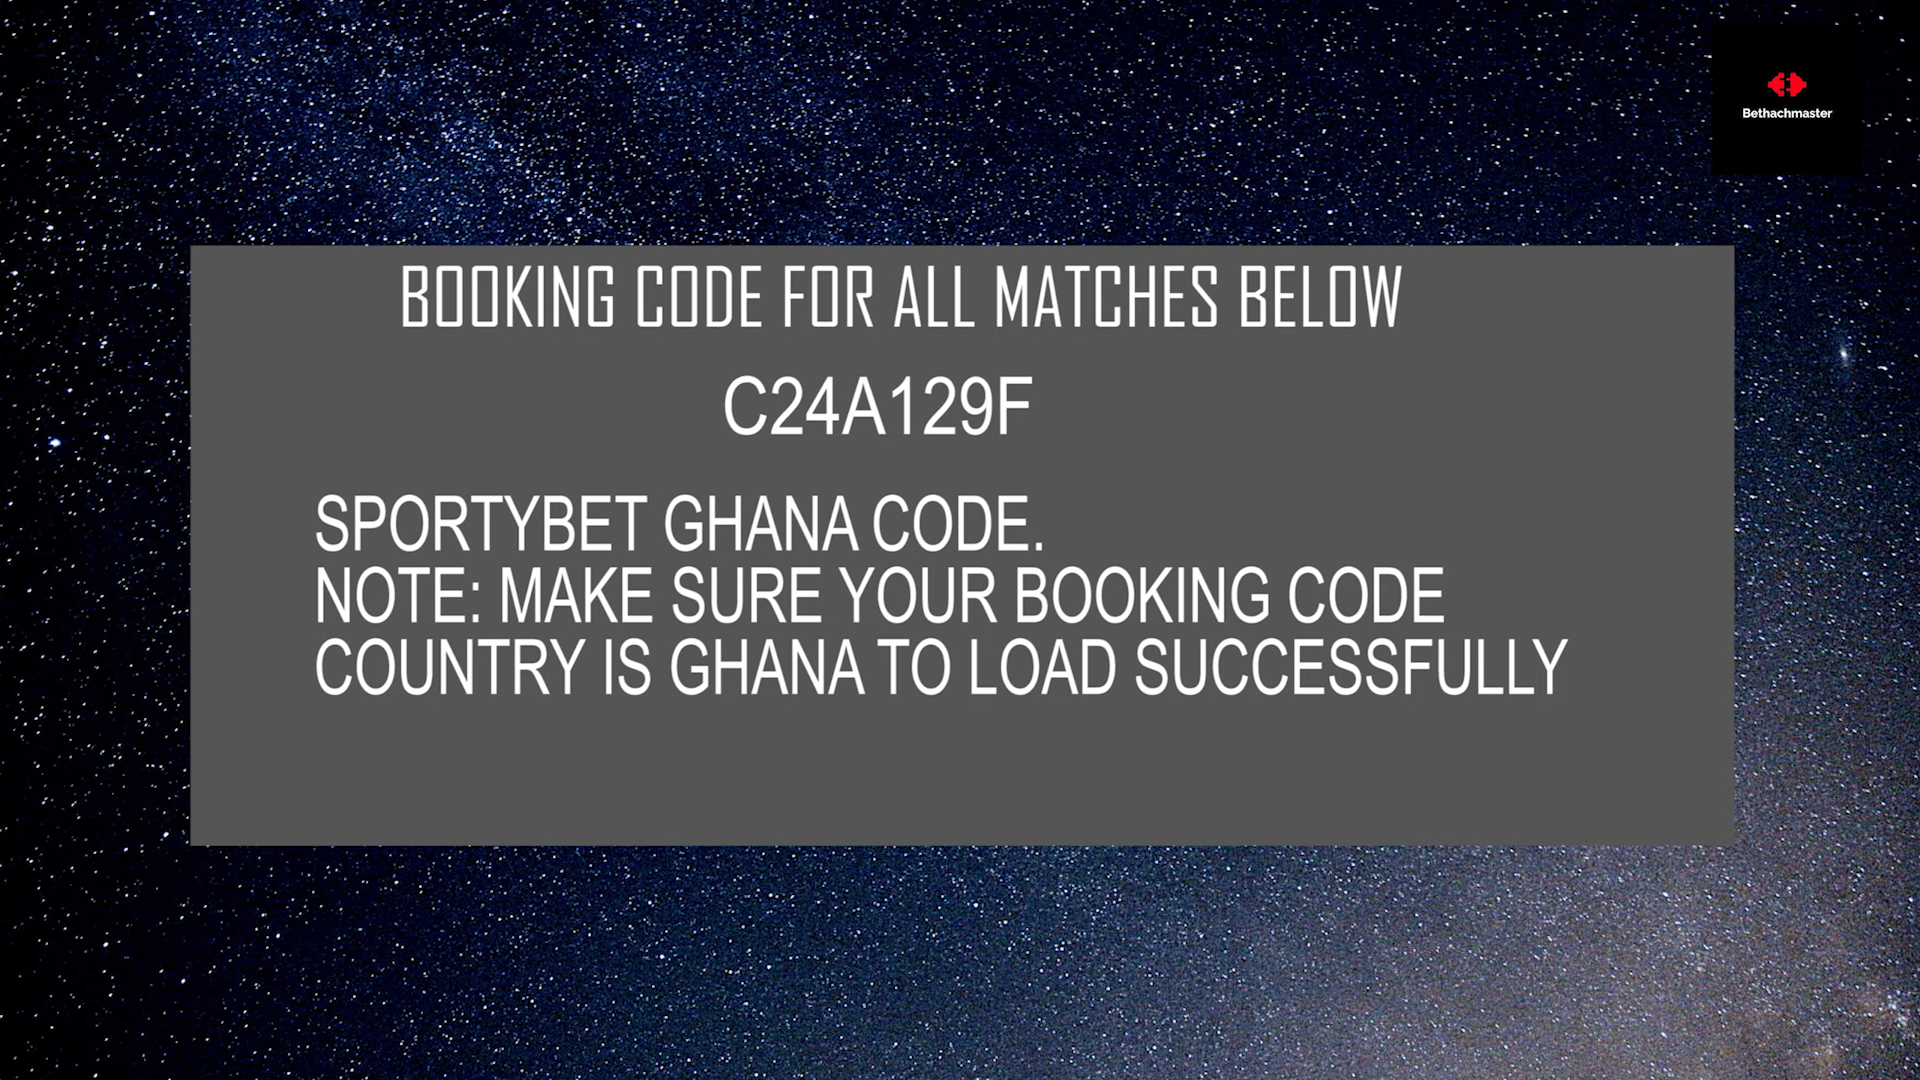 Bethachmaster
BOOKING CODE FOR ALL MATCHES BELOW
C24A129F
SPORTYBET GHANA CODE.
NOTE: MAKE SURE YOUR BOOKING CODE
COUNTRY IS GHANA TO LOAD SUCCESSFULLY